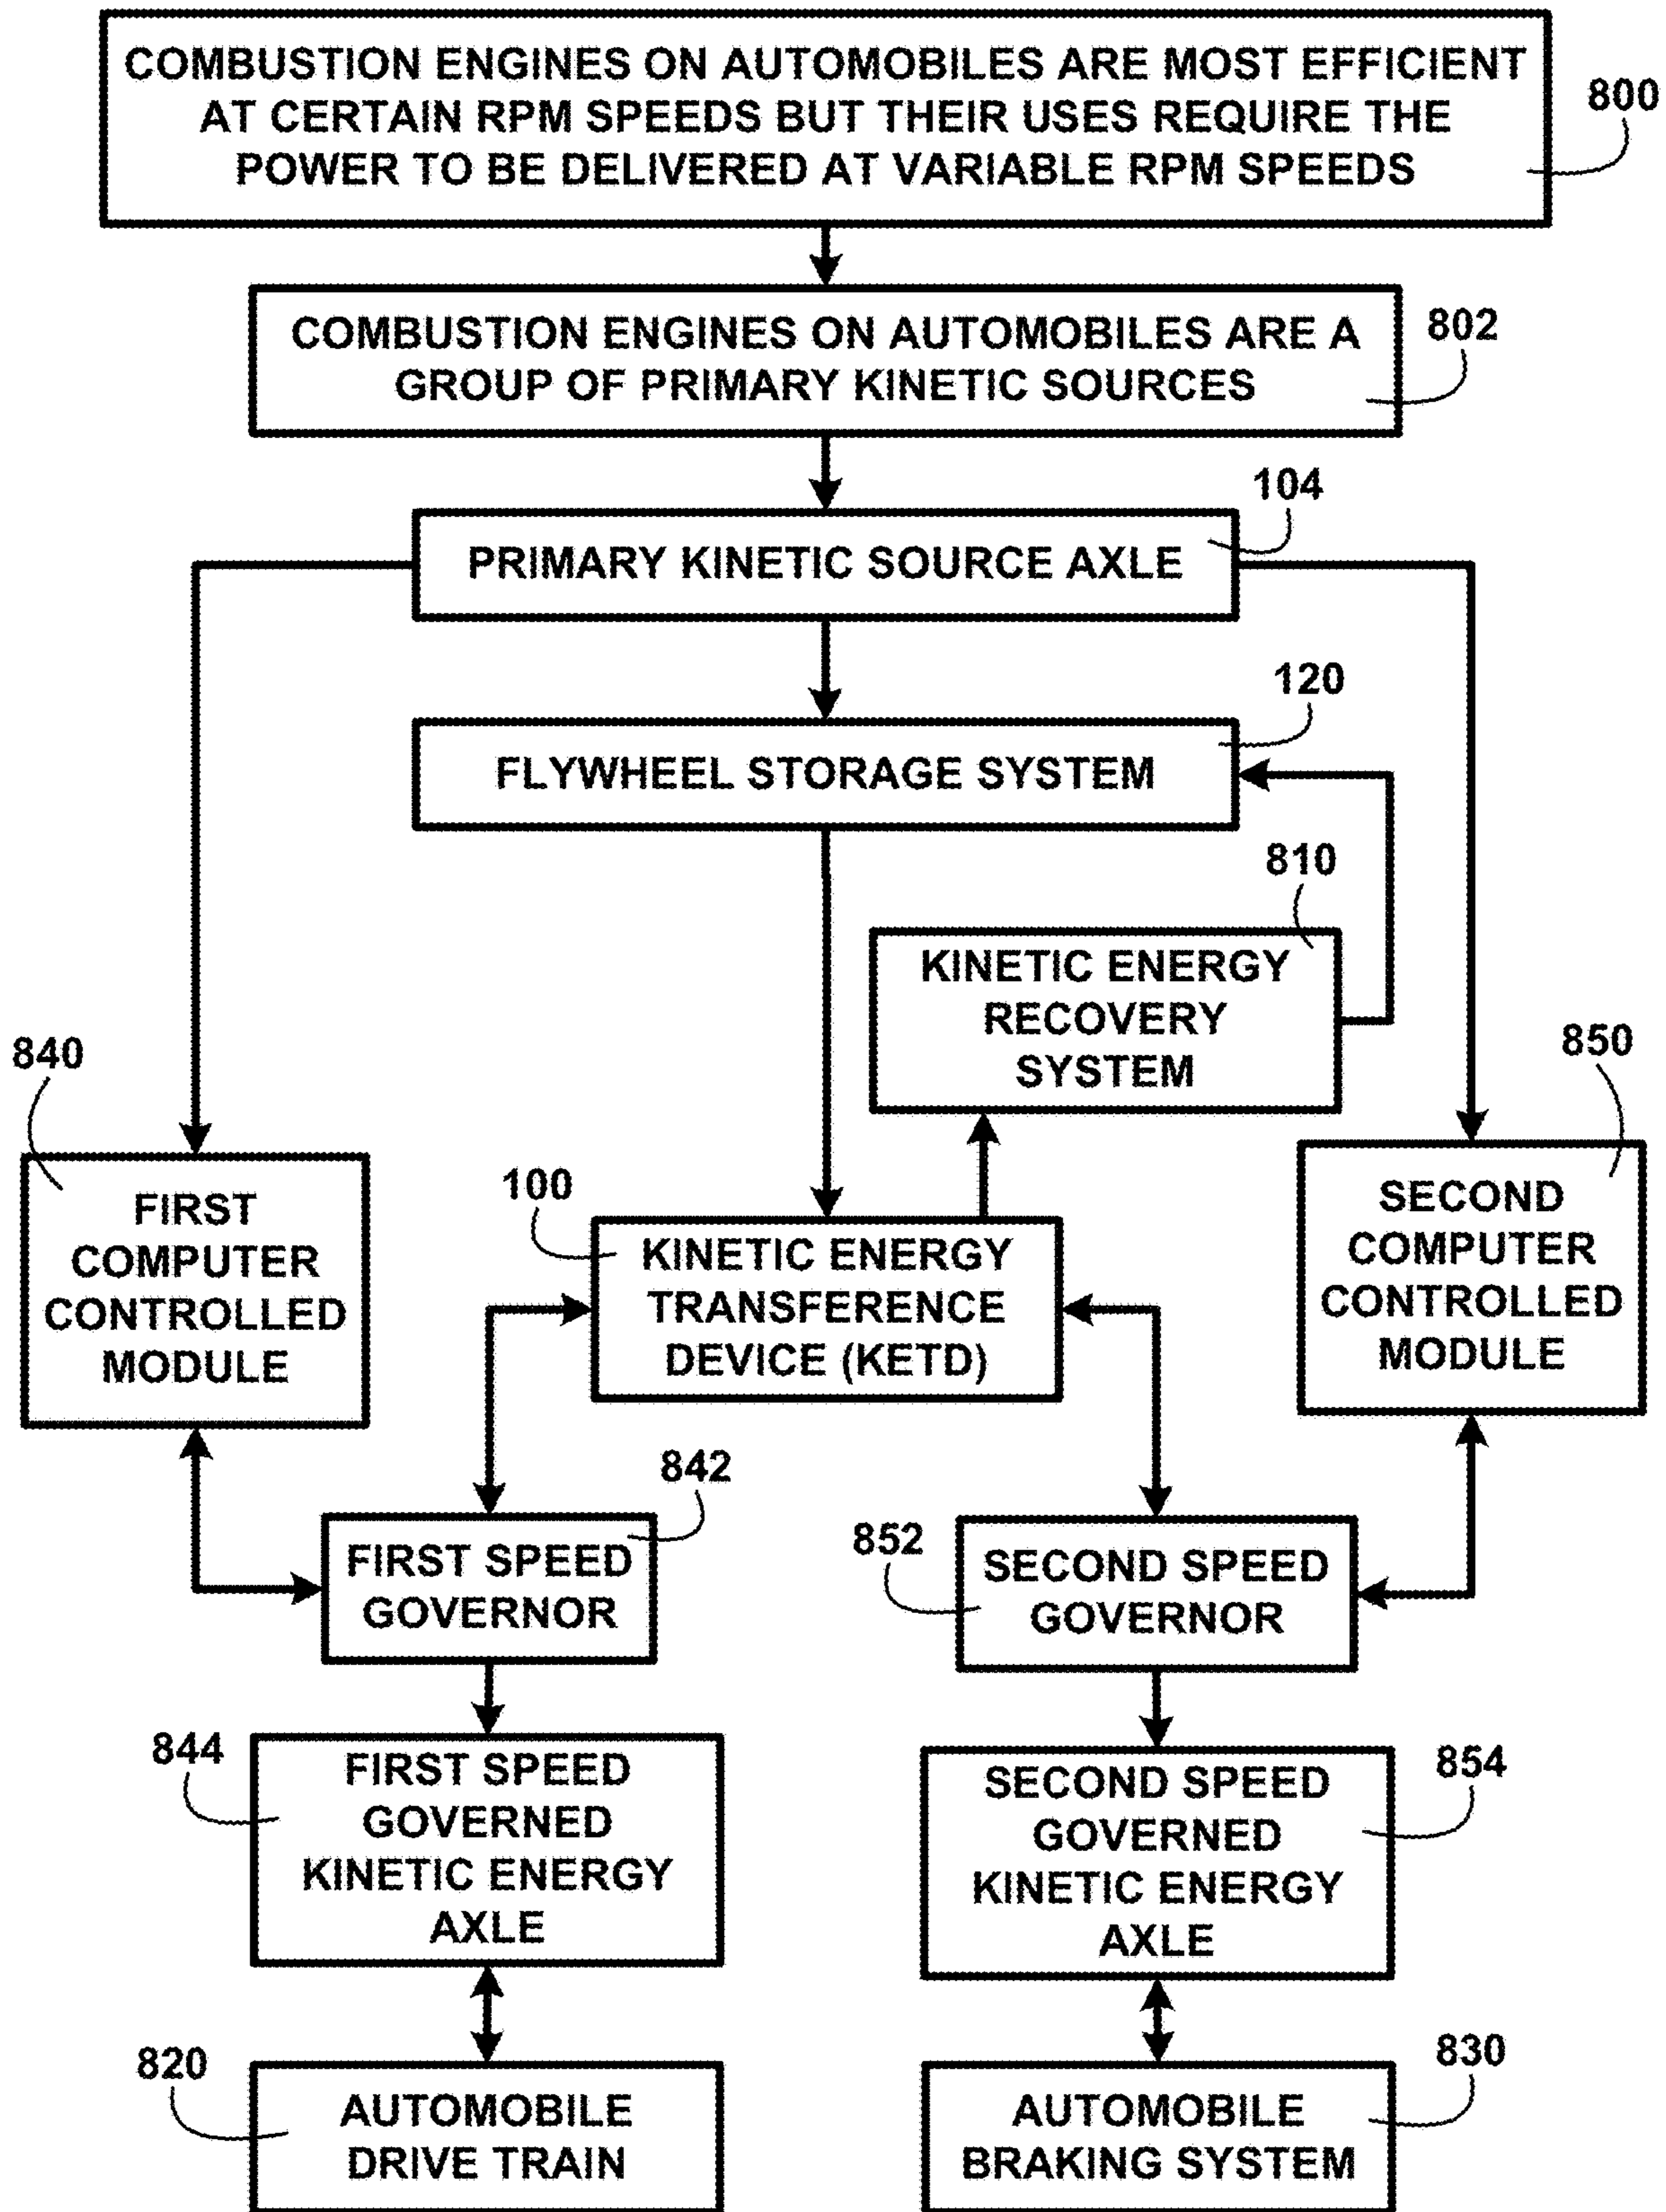 COMBUSTION ENGINES ON AUTOMOBILES ARE MOST EFFICIENT
AT CERTAIN RPM SPEEDS BUT THEIR USES REQUIRE THE
POWER TO BE DELIVERED AT VARIABLE RPM SPEEDS
800
COMBUSTION ENGINES ON AUTOMOBILES ARE A
GROUP OF PRIMARY KINETIC SOURCES
802
104
PRIMARY KINETIC SOURCE AXLE
120
FLYWHEEL STORAGE SYSTEM
810
KINETIC ENERGY
RECOVERY
SYSTEM
840
FIRST
COMPUTER
CONTROLLED
MODULE
100
KINETIC ENERGY
TRANSFERENCE
DEVICE (KETD)
850
SECOND
COMPUTER
CONTROLLED
MODULE
842
FIRST SPEED
GOVERNOR
852
SECOND SPEED
GOVERNOR
844
FIRST SPEED
GOVERNED
KINETIC ENERGY
AXLE
854
SECOND SPEED
GOVERNED
KINETIC ENERGY
AXLE
820
AUTOMOBILE
DRIVE TRAIN
830
AUTOMOBILE
BRAKING SYSTEM